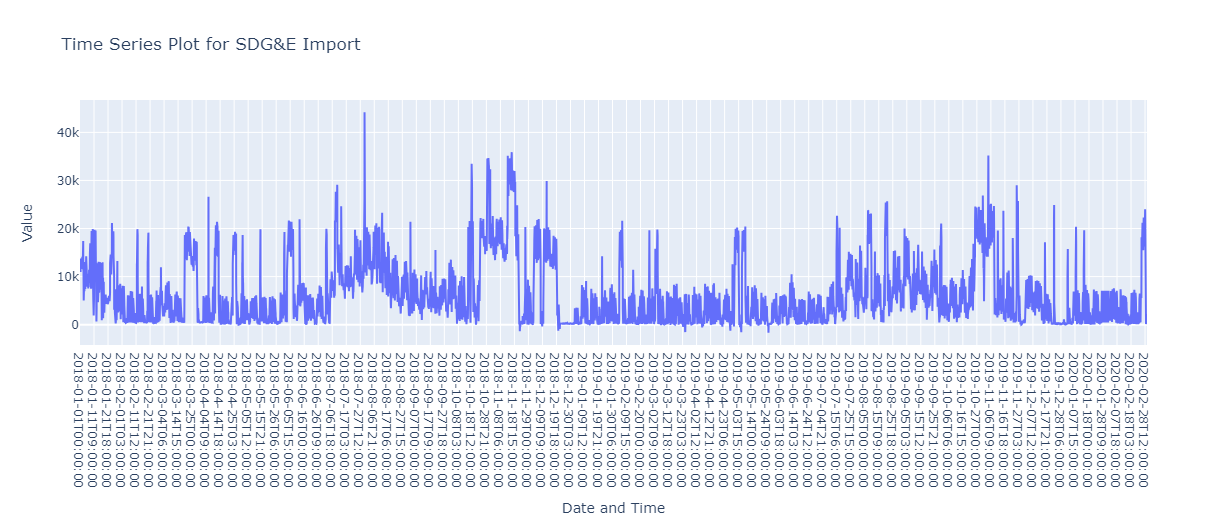 Time Series Plot for SDG&E Import
Value
40k
30k
20k
10k
0
2018-01-01T00:00:00
2018-01-11T09:00:00
2018-01-21T18:00:00
2018-02-01T03:00:00
2018-02-11T12:00:00
2018-02-21T21:00:00
2018-03-04T06:00:00
2018-03-14T15:00:00
2018-03-25T00:00:00
2018-04-04T09:00:00
2018-04-14T18:00:00
2018-04-25T03:00:00
2018-05-05T12:00:00
2018-05-15T21:00:00
2018-05-26T06:00:00
2018-06-05T15:00:00
2018-06-16T00:00:00
2018-06-26T09:00:00
2018-07-06T18:00:00
2018-07-17T03:00:00
2018-07-27T12:00:00
2018-08-06T21:00:00
2018-08-17T06:00:00
2018-08-27T15:00:00
2018-09-07T00:00:00
2018-09-17T09:00:00
2018-09-27T18:00:00
2018-10-08T03:00:00
2018-10-18T12:00:00
2018-10-28T21:00:00
2018-11-08T06:00:00
2018-11-18T15:00:00
2018-11-29T00:00:00
2018-12-09T09:00:00
2018-12-19T18:00:00
2018-12-30T03:00:00
2019-01-09T12:00:00
2019-01-19T21:00:00
2019-01-30T06:00:00
2019-02-09T15:00:00
2019-02-20T00:00:00
2019-03-02T09:00:00
2019-03-12T18:00:00
2019-03-23T03:00:00
2019-04-02T12:00:00
2019-04-12T21:00:00
2019-04-23T06:00:00
2019-05-03T15:00:00
2019-05-14T00:00:00
2019-05-24T09:00:00
2019-06-03T18:00:00
2019-06-14T03:00:00
2019-06-24T12:00:00
2019-07-04T21:00:00
2019-07-15T06:00:00
2019-07-25T15:00:00
2019-08-05T00:00:00
2019-08-15T09:00:00
2019-08-25T18:00:00
2019-09-05T03:00:00
2019-09-15T12:00:00
2019-09-25T21:00:00
2019-10-06T06:00:00
2019-10-16T15:00:00
2019-10-27T00:00:00
2019-11-06T09:00:00
2019-11-16T18:00:00
2019-11-27T03:00:00
2019-12-07T12:00:00
2019-12-17T21:00:00
2019-12-28T06:00:00
2020-01-07T15:00:00
2020-01-18T00:00:00
2020-01-28T09:00:00
2020-02-07T18:00:00
2020-02-18T03:00:00
2020-02-28T12:00:00
Date and Time